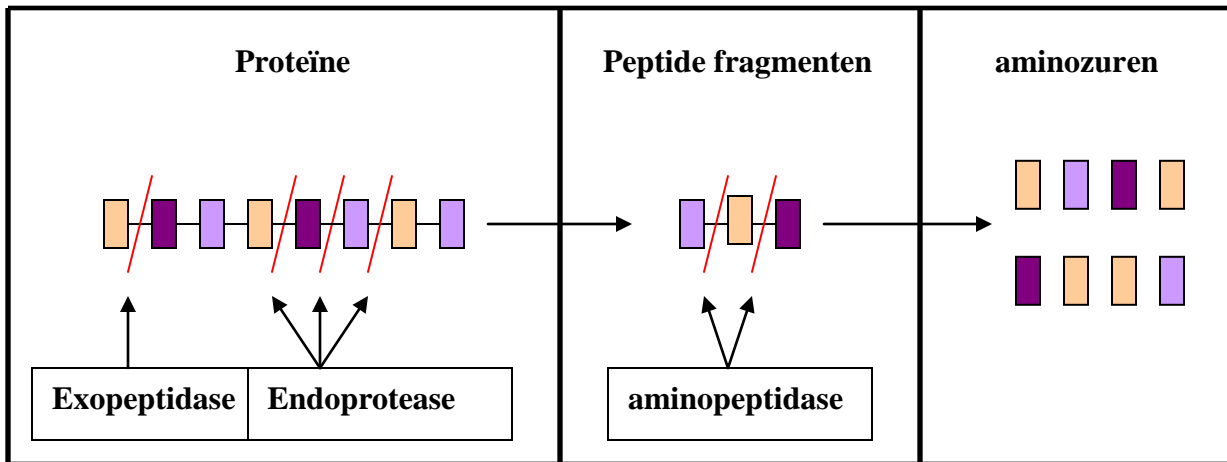 Proteïne
Peptide fragmenten
aminozuren
Exopeptidase
Endoprotease
aminopeptidase